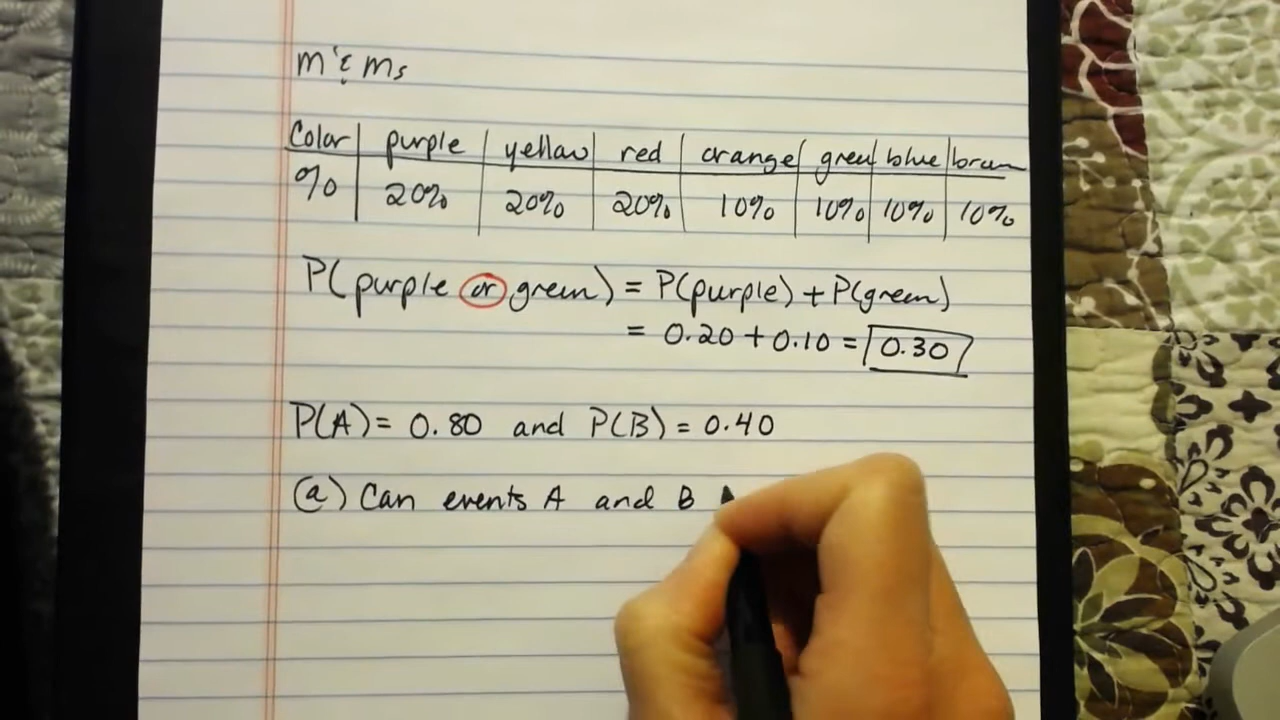 m & ms
Color purple yellow red orange green blue brown
% 20% 20% 20% 10% 10% 10% 10%
P(purple or green) = P(purple) + P(green)
= 0.20 + 0.10 = 0.30
P(A) = 0.80 and P(B) = 0.40
(a) Can events A and B